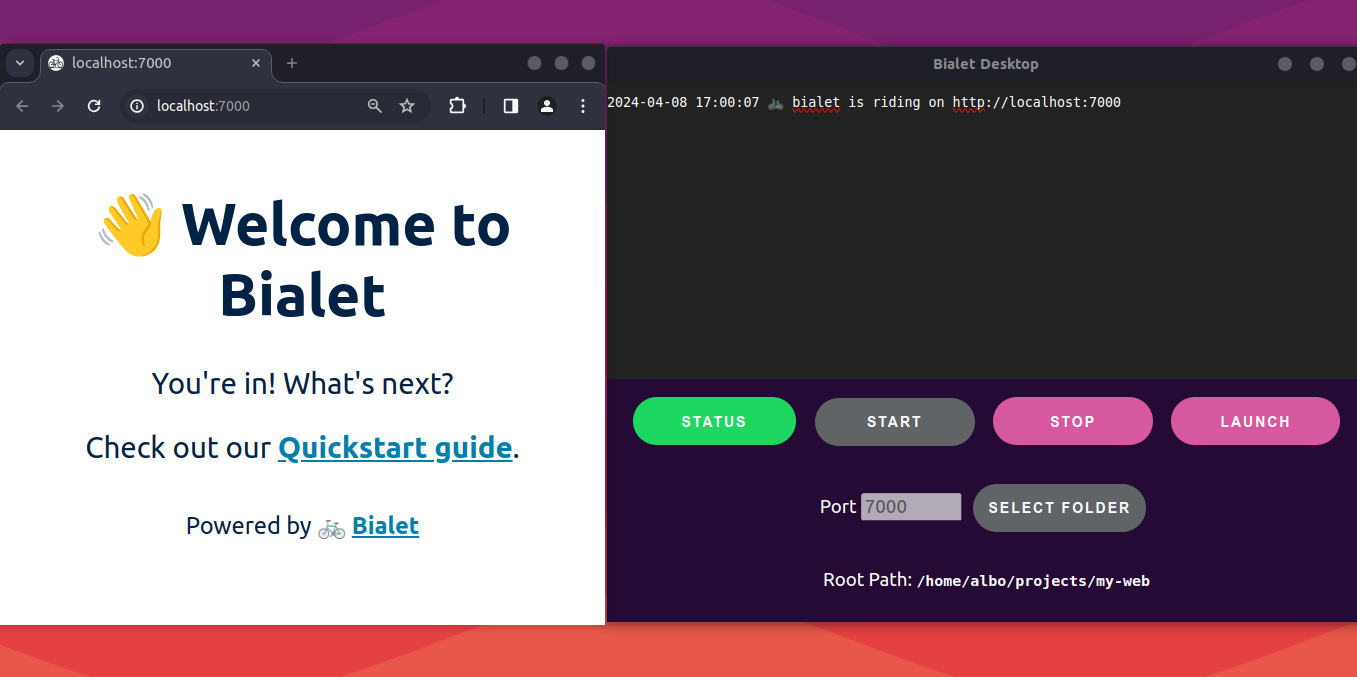 localhost:7000
localhost:7000
👋 Welcome to
Bialet
You're in! What's next?
Check out our Quickstart guide.
Powered by 🚲 Bialet
Bialet Desktop
2024-04-08 17:00:07 🚲 bialet is riding on http://localhost:7000
STATUS START STOP LAUNCH
Port 7000 SELECT FOLDER
Root Path: /home/albo/projects/my-web